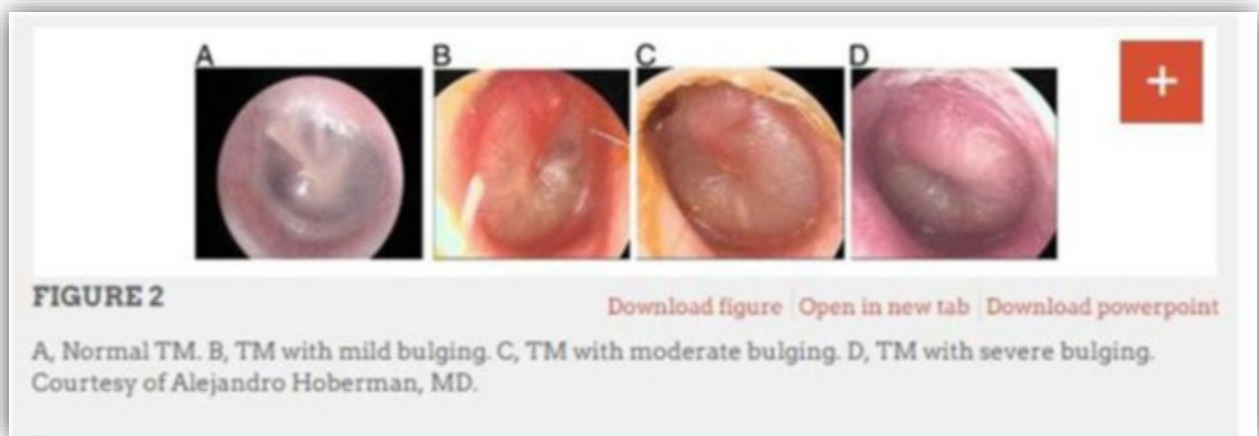 A B C D
+
FIGURE 2
Download figure Open in new tab Download powerpoint
A, Normal TM. B, TM with mild bulging. C, TM with moderate bulging. D, TM with severe bulging.
Courtesy of Alejandro Hoberman, MD.